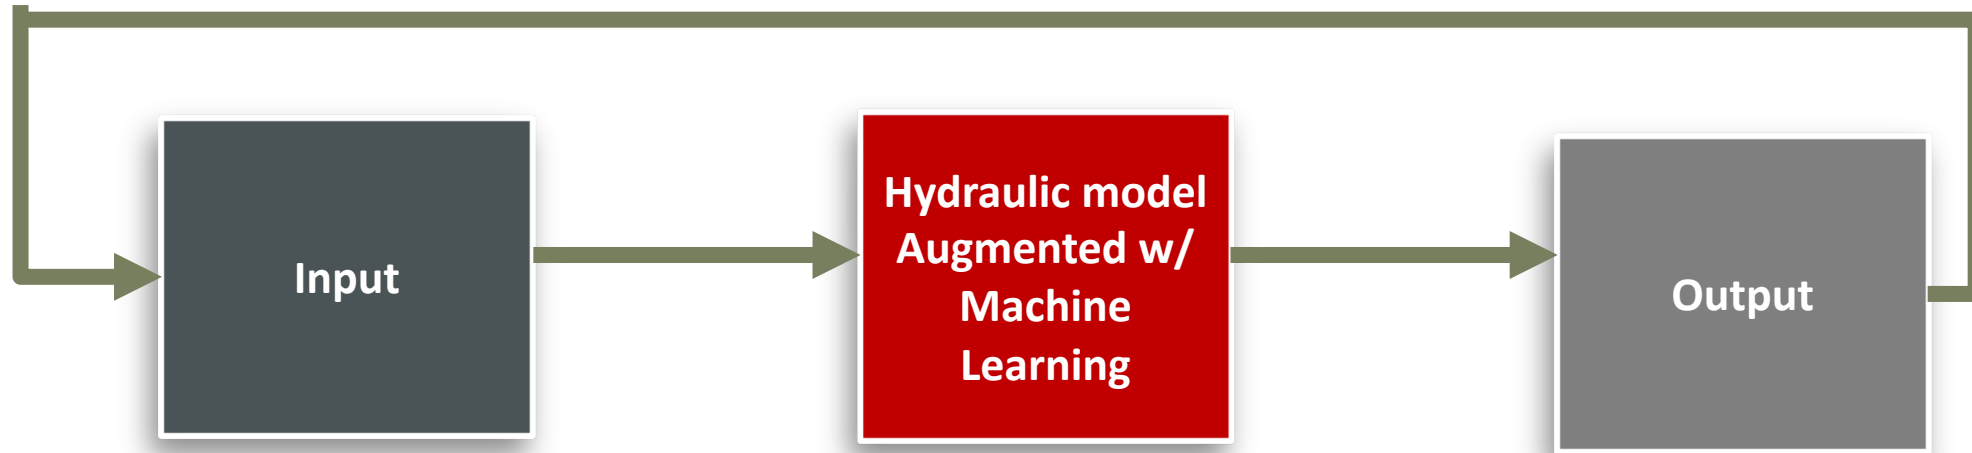 Input
Hydraulic model
Augmented w/
Machine
Learning
Output